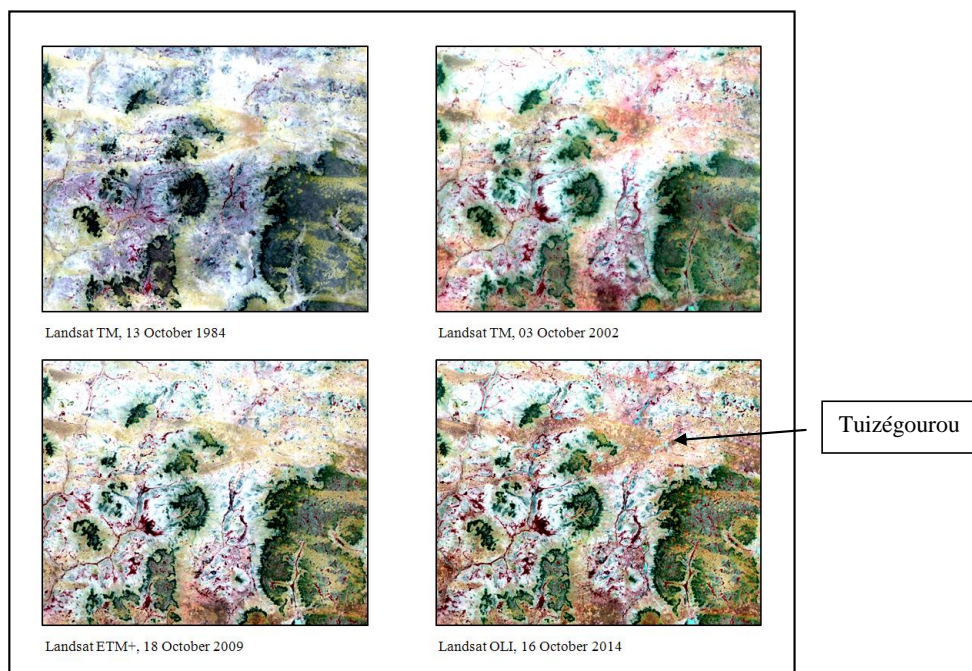 Landsat TM, 13 October 1984
Landsat TM, 03 October 2002
Tuizégourou
Landsat ETM+, 18 October 2009
Landsat OLI, 16 October 2014